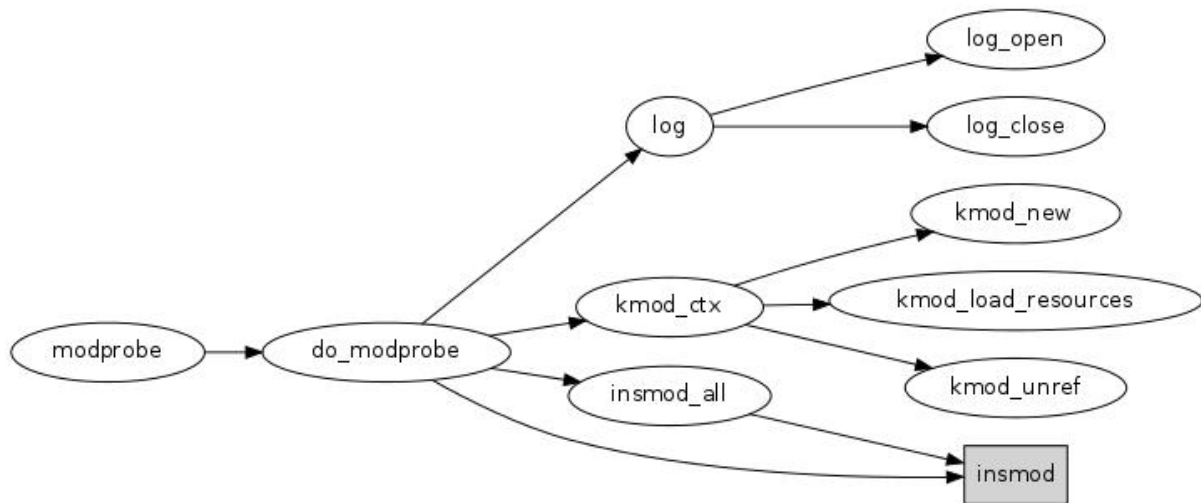 log_open
log
log_close
kmod_new
kmod_ctx
kmod_load_resources
modprobe
do_modprobe
kmod_unref
insmod_all
insmod